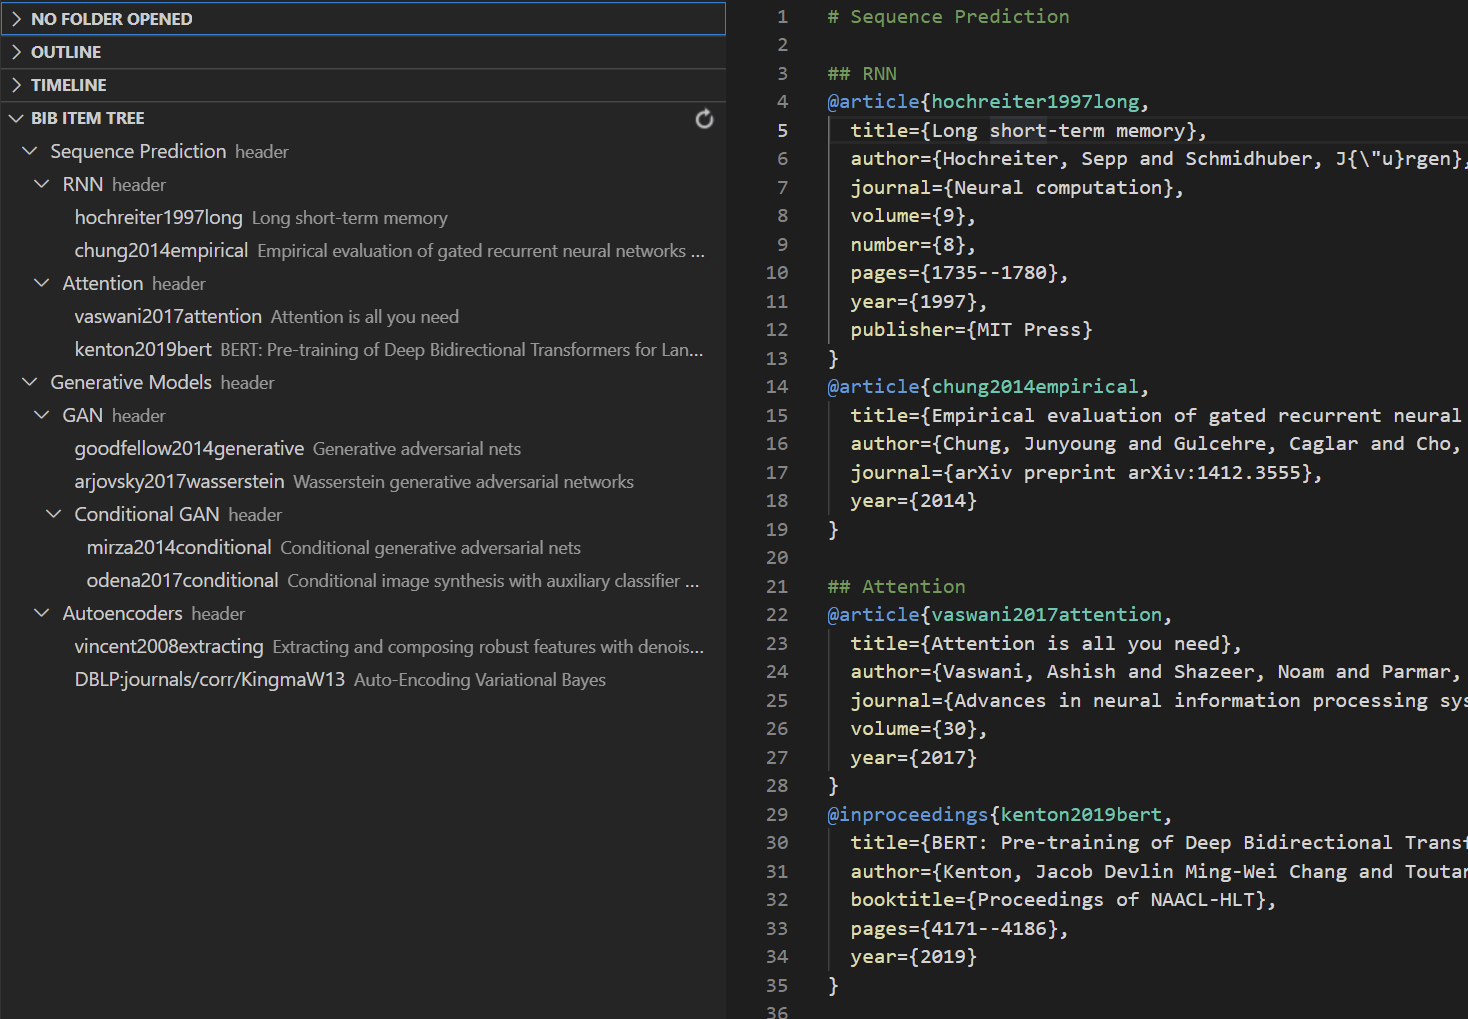 NO FOLDER OPENED
OUTLINE
TIMELINE
BIB ITEM TREE
Sequence Prediction header
RNN header
hochreiter1997long Long short-term memory
chung2014empirical Empirical evaluation of gated recurrent neural networks ...
Attention header
vaswani2017attention Attention is all you need
kenton2019bert BERT: Pre-training of Deep Bidirectional Transformers for Lan...
Generative Models header
GAN header
goodfellow2014generative Generative adversarial nets
arjovsky2017wasserstein Wasserstein generative adversarial networks
Conditional GAN header
mirza2014conditional Conditional generative adversarial nets
odena2017conditional Conditional image synthesis with auxiliary classifier ...
Autoencoders header
vincent2008extracting Extracting and composing robust features with denois...
DBLP:journals/corr/KingmaW13 Auto-Encoding Variational Bayes
1 # Sequence Prediction
2
3 ## RNN
4 @article{hochreiter1997long,
5 title={Long short-term memory},
6 author={Hochreiter, Sepp and Schmidhuber, J{\"u}rgen},
7 journal={Neural computation},
8 volume={9},
9 number={8},
10 pages={1735--1780},
11 year={1997},
12 publisher={MIT Press}
13 }
14 @article{chung2014empirical,
15 title={Empirical evaluation of gated recurrent neural
16 author={Chung, Junyoung and Gulcehre, Caglar and Cho,
17 journal={arXiv preprint arXiv:1412.3555},
18 year={2014}
19 }
20
21 ## Attention
22 @article{vaswani2017attention,
23 title={Attention is all you need},
24 author={Vaswani, Ashish and Shazeer, Noam and Parmar,
25 journal={Advances in neural information processing sys
26 volume={30},
27 year={2017}
28 }
29 @inproceedings{kenton2019bert,
30 title={BERT: Pre-training of Deep Bidirectional Transf
31 author={Kenton, Jacob Devlin Ming-Wei Chang and Toutan
32 booktitle={Proceedings of NAACL-HLT},
33 pages={4171--4186},
34 year={2019}
35 }
36